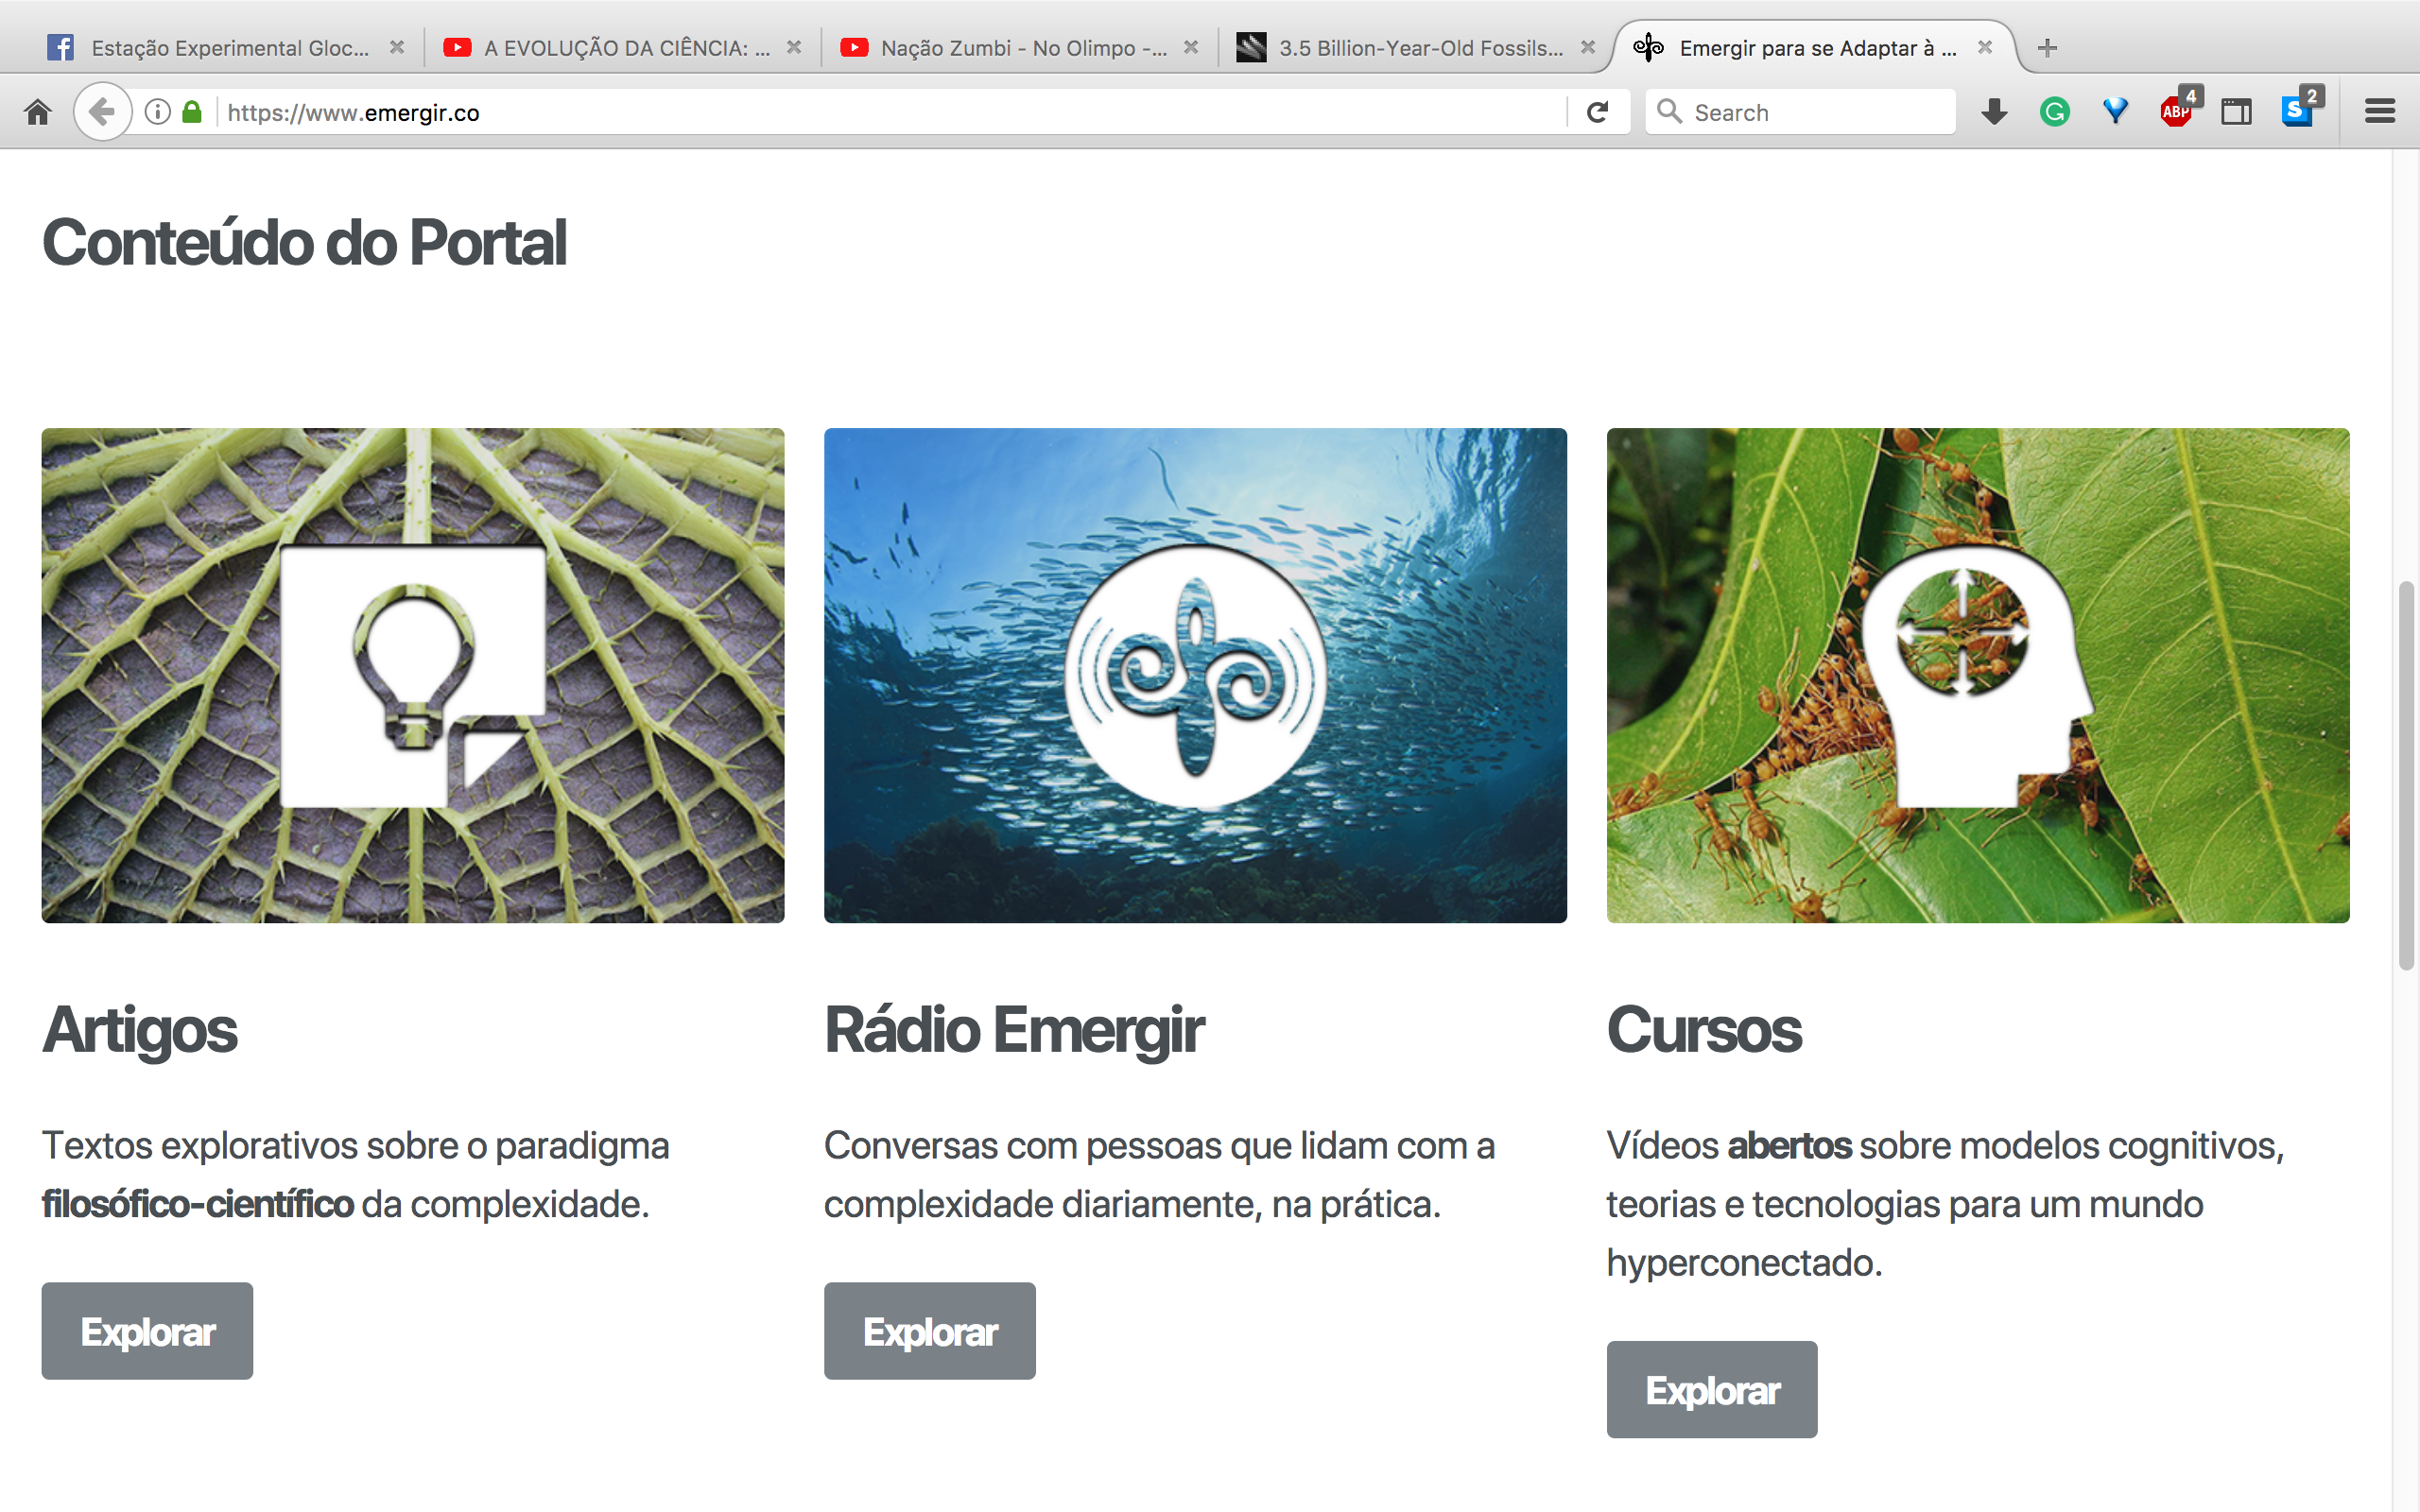 Estação Experimental Gloc...
A EVOLUÇÃO DA CIÊNCIA: ...
Nação Zumbi - No Olimpo -...
3.5 Billion-Year-Old Fossils...
Emergir para se Adaptar à ...
https://www.emergir.co
Search
4
ABP
S
2
Conteúdo do Portal
Artigos
Textos explorativos sobre o paradigma
filosófico-científico da complexidade.
Explorar
Rádio Emergir
Conversas com pessoas que lidam com a
complexidade diariamente, na prática.
Explorar
Cursos
Vídeos abertos sobre modelos cognitivos,
teorias e tecnologias para um mundo
hyperconectado.
Explorar